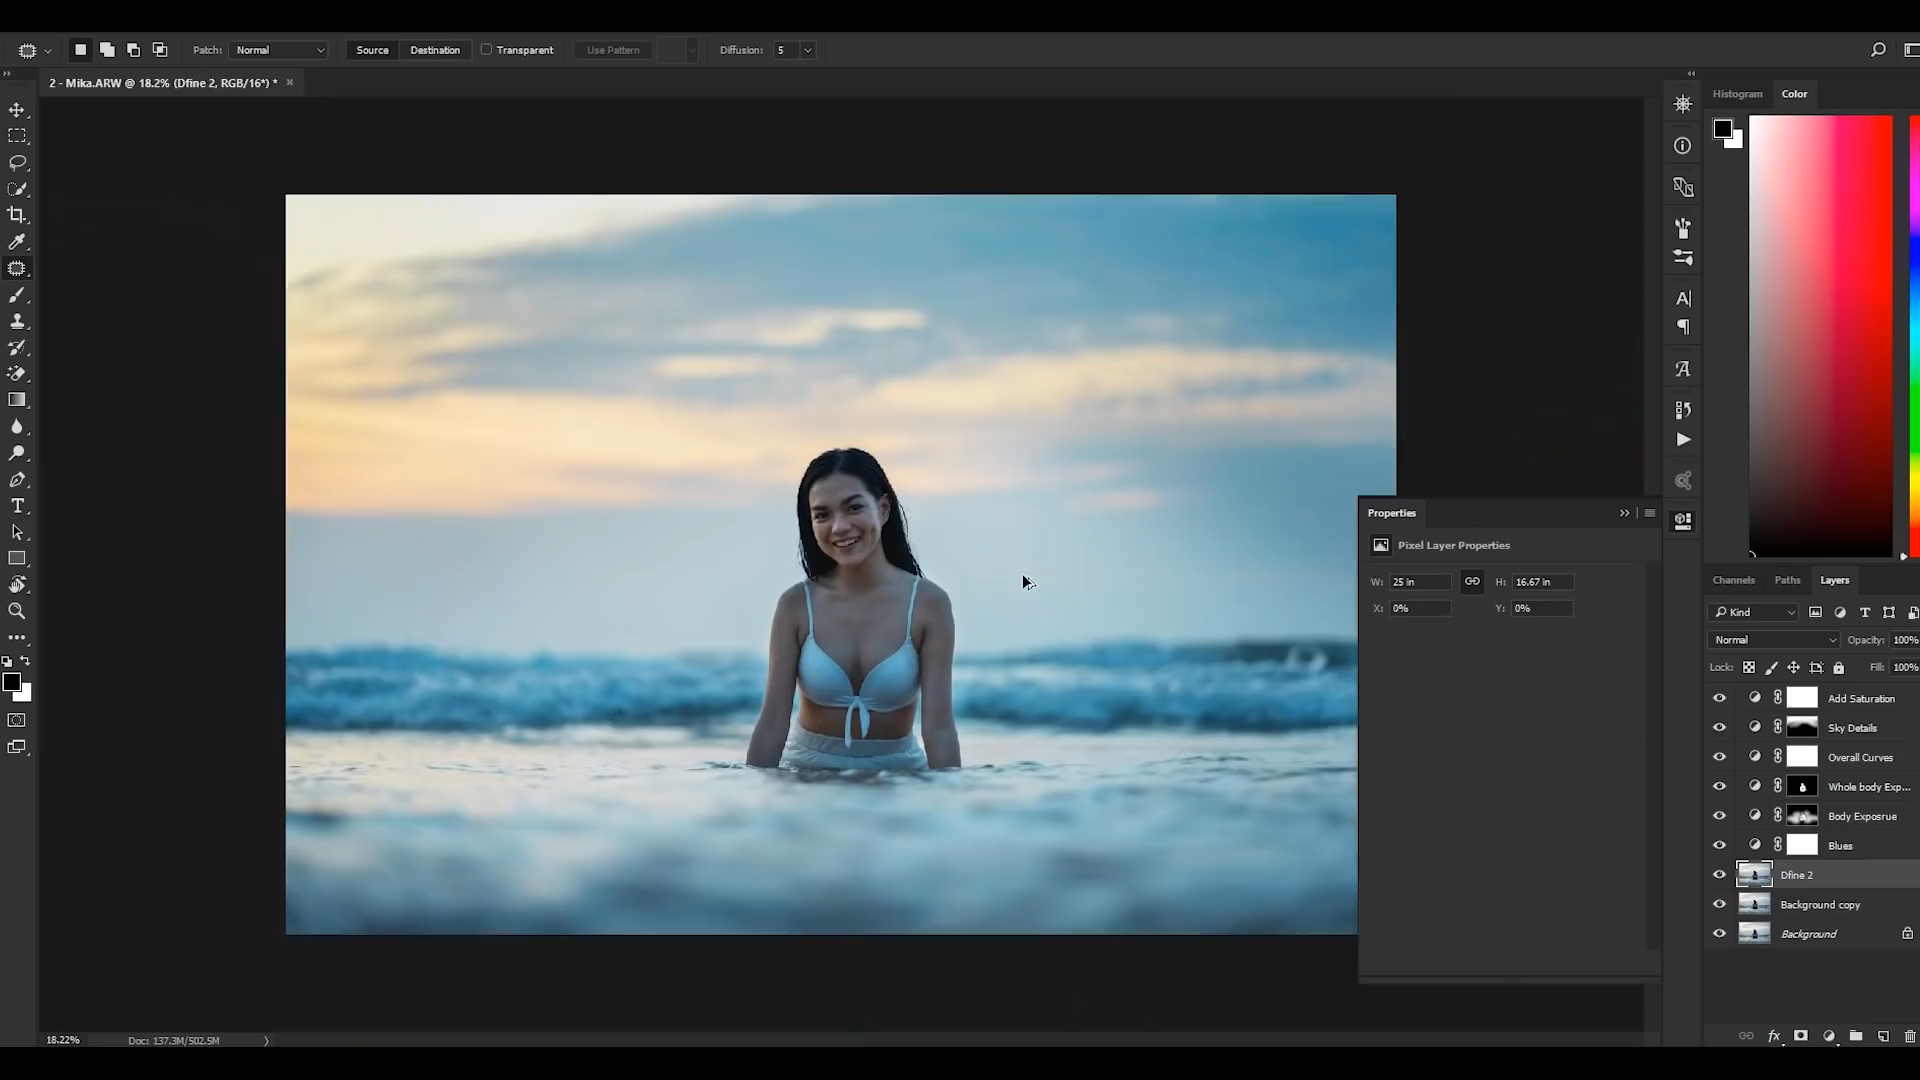 Patch: Normal Source Destination Transparent Use Pattern Diffusion: 5
2 - Mika.ARW @ 18.2% (Dfine 2, RGB/16*) *
Histogram Color
Properties
Pixel Layer Properties
W: 25 in H: 16.67 in
X: 0% Y: 0%
Channels Paths Layers
Kind
Normal Opacity: 100%
Lock: Fill: 100%
Add Saturation
Sky Details
Overall Curves
Whole body Exp...
Body Exposrue
Blues
Dfine 2
Background copy
Background
18.22% Doc: 137.3M/502.5M